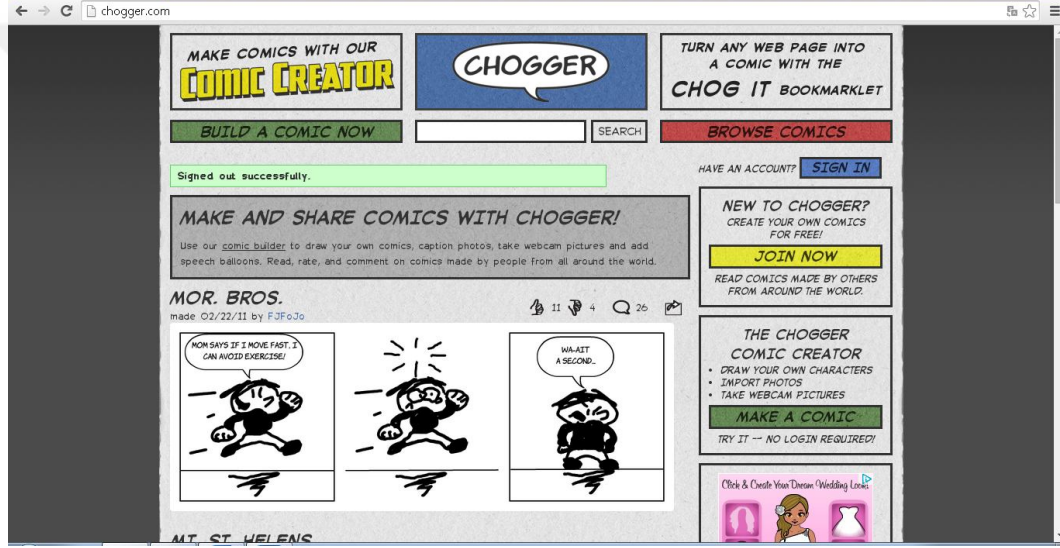 chogger.com
MAKE COMICS WITH OUR
COMIC CREATOR
CHOGGER
TURN ANY WEB PAGE INTO
A COMIC WITH THE
CHOG IT BOOKMARKLET
BUILD A COMIC NOW
SEARCH
BROWSE COMICS
Signed out successfully.
HAVE AN ACCOUNT? SIGN IN
MAKE AND SHARE COMICS WITH CHOGGER!
Use our comic builder to draw your own comics, caption photos, take webcam pictures and add
speech balloons. Read, rate, and comment on comics made by people from all around the world.
NEW TO CHOGGER?
CREATE YOUR OWN COMICS
FOR FREE!
JOIN NOW
READ COMICS MADE BY OTHERS
FROM AROUND THE WORLD.
MOR. BROS.
made 02/22/11 by FJFoJo
11 4 26
MOM SAYS IF I MOVE FAST, I
CAN AVOID EXERCISE!
WA-AIT
A SECOND..
THE CHOGGER
COMIC CREATOR
• DRAW YOUR OWN CHARACTERS
• IMPORT PHOTOS
• TAKE WEBCAM PICTURES
MAKE A COMIC
TRY IT -- NO LOGIN REQUIRED!
Click & Create Your Dream Wedding Look!
MT. ST. HELENS